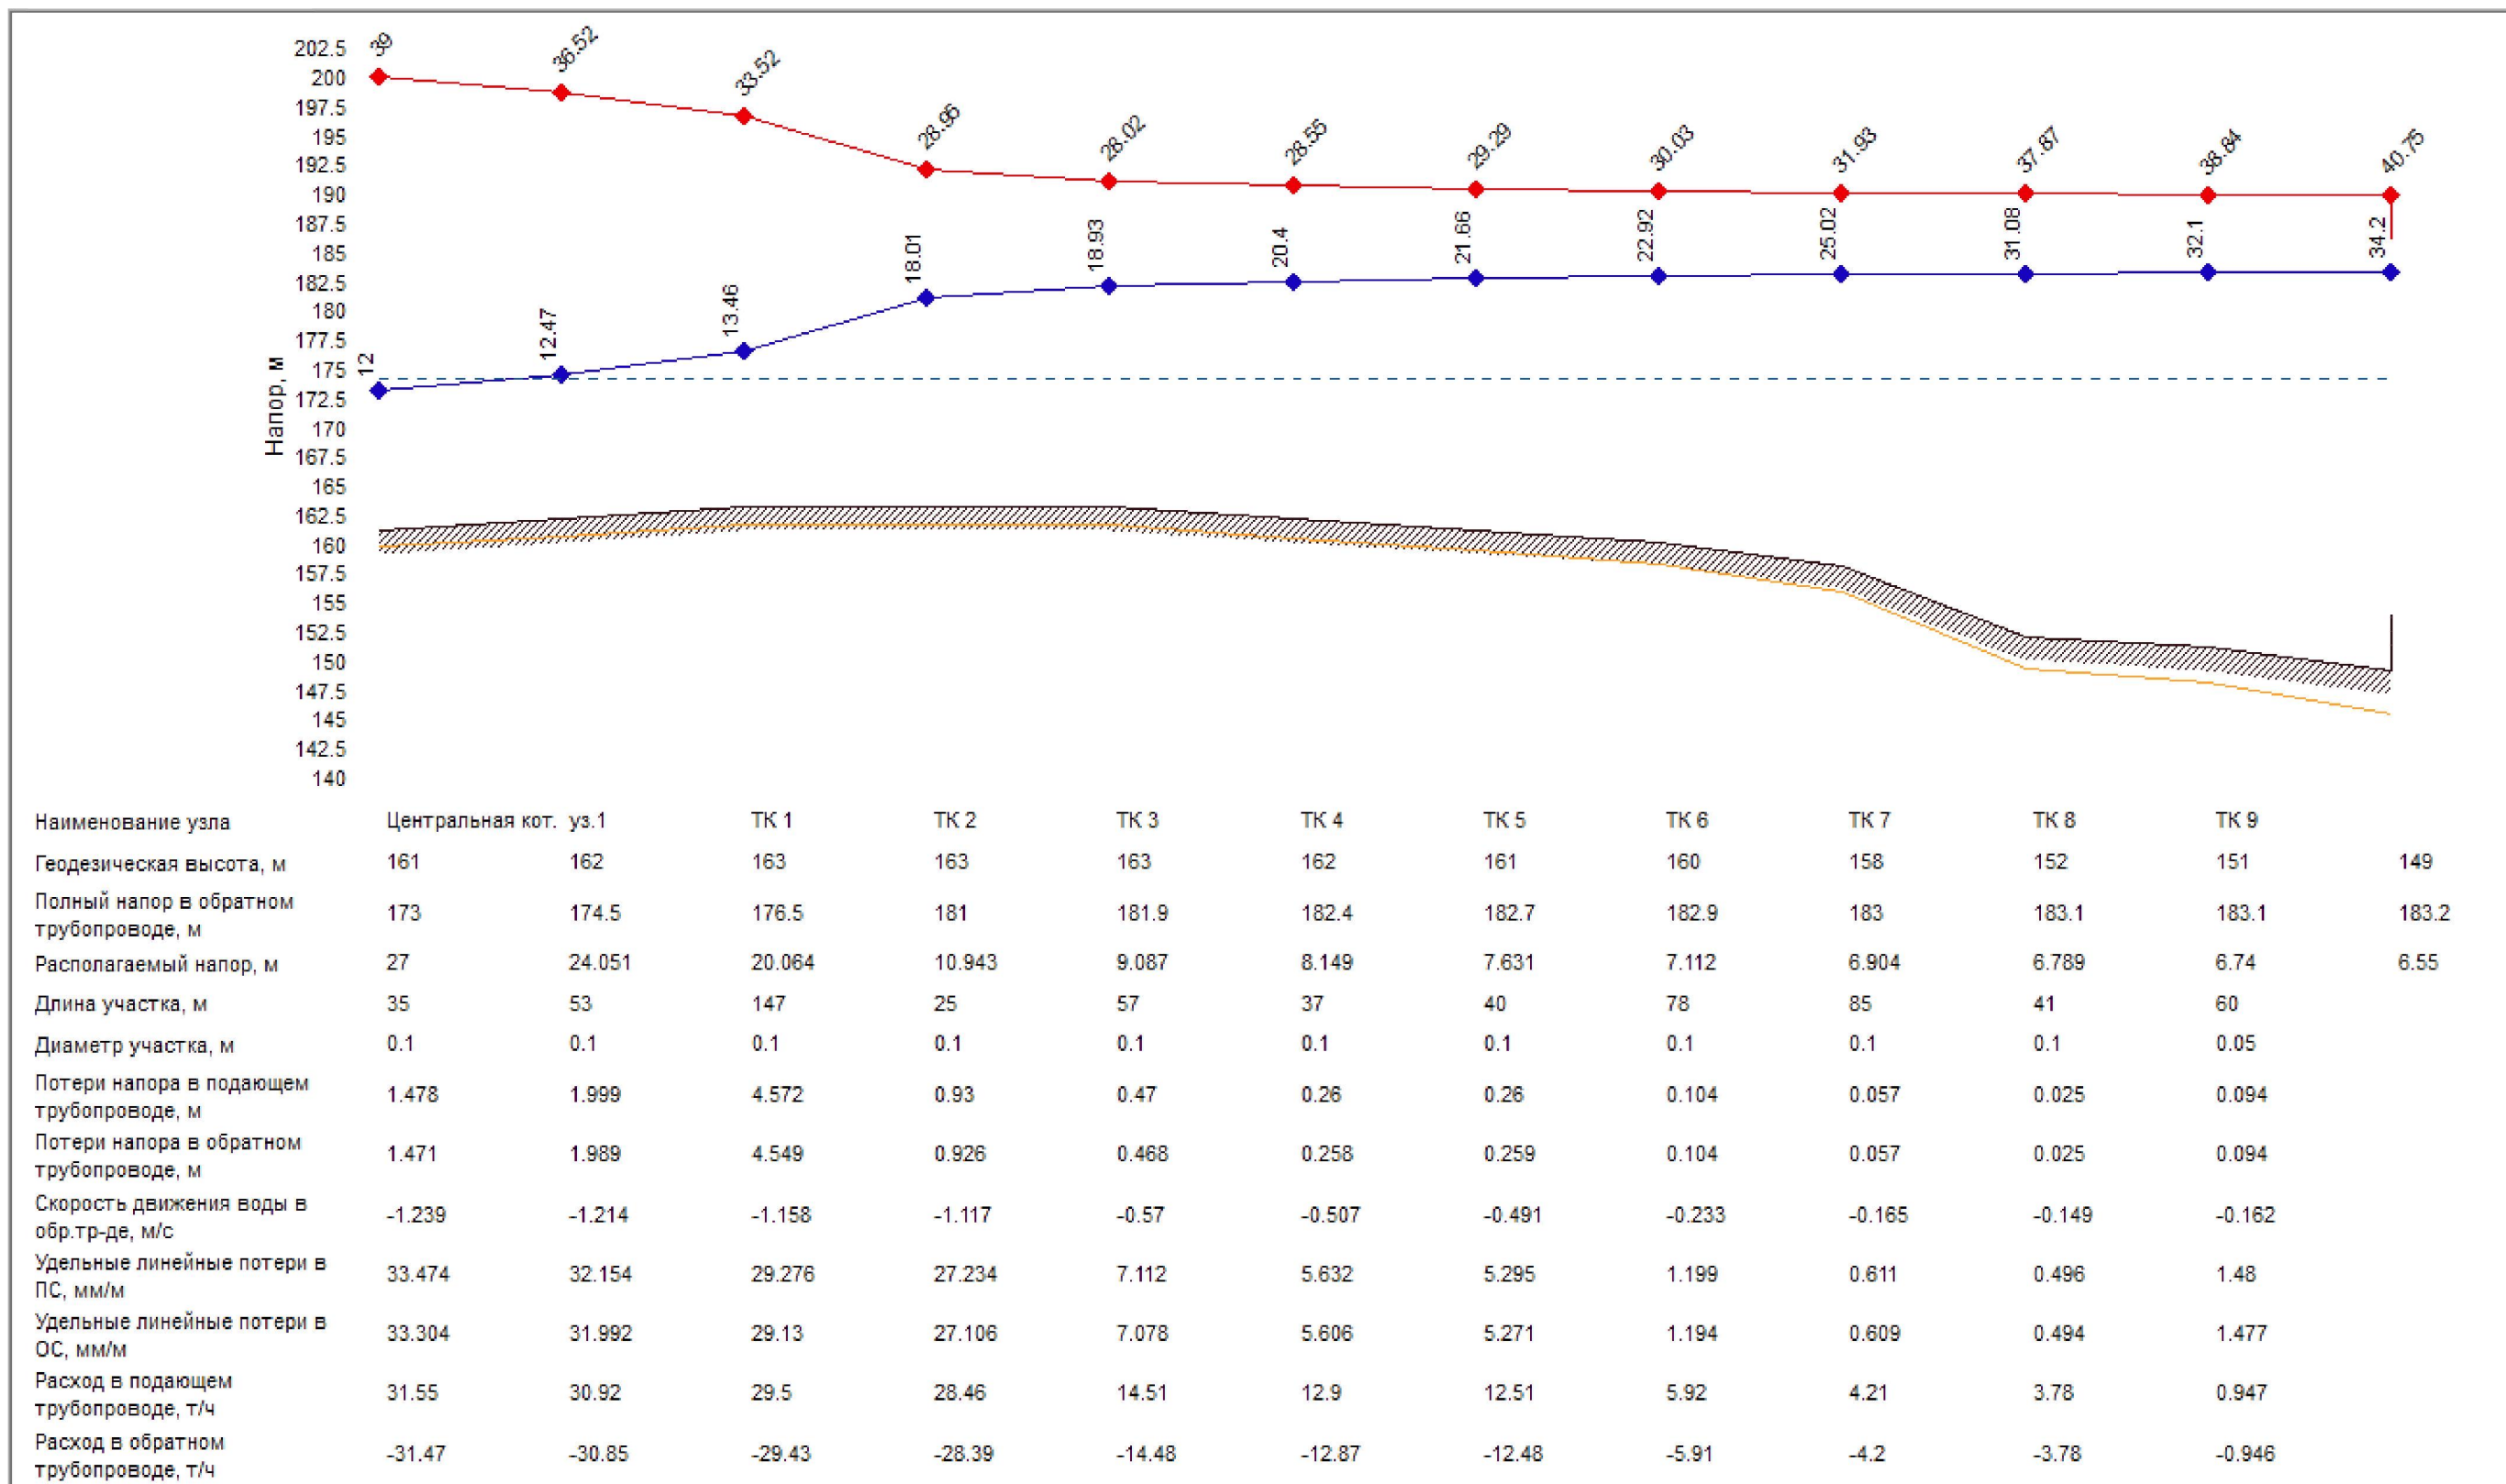 202.5
200
197.5
195
192.5
190
187.5
185
182.5
180
177.5
175
172.5
170
167.5
165
162.5
160
157.5
155
152.5
150
147.5
145
142.5
140
Напор, м
39 36.52 33.52 28.96 28.02 28.55 29.29 30.03 31.93 37.87 38.84 40.75
12 12.47 13.46 18.01 18.93 20.4 21.66 22.92 25.02 31.08 32.1 34.2
Наименование узла Центральная кот. уз.1 ТК 1 ТК 2 ТК 3 ТК 4 ТК 5 ТК 6 ТК 7 ТК 8 ТК 9
Геодезическая высота, м 161 162 163 163 163 162 161 160 158 152 151 149
Полный напор в обратном
трубопроводе, м 173 174.5 176.5 181 181.9 182.4 182.7 182.9 183 183.1 183.1 183.2
Располагаемый напор, м 27 24.051 20.064 10.943 9.087 8.149 7.631 7.112 6.904 6.789 6.74 6.55
Длина участка, м 35 53 147 25 57 37 40 78 85 41 60
Диаметр участка, м 0.1 0.1 0.1 0.1 0.1 0.1 0.1 0.1 0.1 0.1 0.05
Потери напора в подающем
трубопроводе, м 1.478 1.999 4.572 0.93 0.47 0.26 0.26 0.104 0.057 0.025 0.094
Потери напора в обратном
трубопроводе, м 1.471 1.989 4.549 0.926 0.468 0.258 0.259 0.104 0.057 0.025 0.094
Скорость движения воды в
обр.тр-де, м/с -1.239 -1.214 -1.158 -1.117 -0.57 -0.507 -0.491 -0.233 -0.165 -0.149 -0.162
Удельные линейные потери в
ПС, мм/м 33.474 32.154 29.276 27.234 7.112 5.632 5.295 1.199 0.611 0.496 1.48
Удельные линейные потери в
ОС, мм/м 33.304 31.992 29.13 27.106 7.078 5.606 5.271 1.194 0.609 0.494 1.477
Расход в подающем
трубопроводе, т/ч 31.55 30.92 29.5 28.46 14.51 12.9 12.51 5.92 4.21 3.78 0.947
Расход в обратном
трубопроводе, т/ч -31.47 -30.85 -29.43 -28.39 -14.48 -12.87 -12.48 -5.91 -4.2 -3.78 -0.946